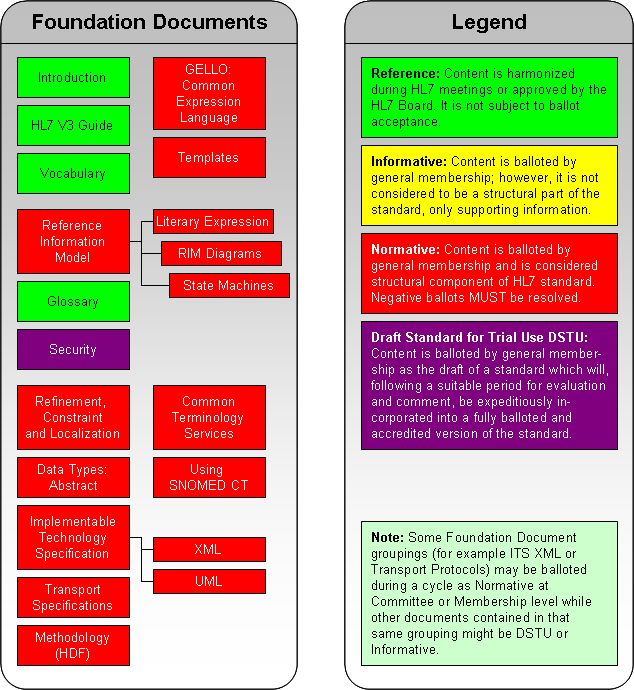 Foundation Documents
Introduction
HL7 V3 Guide
Vocabulary
Reference
Information
Model
Glossary
Security
Refinement,
Constraint
and Localization
Data Types:
Abstract
Implementable
Technology
Specification
Transport
Specifications
Methodology
(HDF)
GELLO:
Common
Expression
Language
Templates
Literary Expression
RIM Diagrams
State Machines
Common
Terminology
Services
Using
SNOMED CT
XML
UML
Legend
Reference: Content is harmonized
during HL7 meetings or approved by the
HL7 Board. It is not subject to ballot
acceptance.
Informative: Content is balloted by
general membership; however, it is not
considered to be a structural part of the
standard, only supporting information.
Normative: Content is balloted by
general membership and is considered
structural component of HL7 standard.
Negative ballots MUST be resolved.
Draft Standard for Trial Use DSTU:
Content is balloted by general member-
ship as the draft of a standard which will,
following a suitable period for evaluation
and comment, be expeditiously in-
corporated into a fully balloted and
accredited version of the standard.
Note: Some Foundation Document
groupings (for example ITS XML or
Transport Protocols) may be balloted
during a cycle as Normative at
Committee or Membership level while
other documents contained in that
same grouping might be DSTU or
Informative.